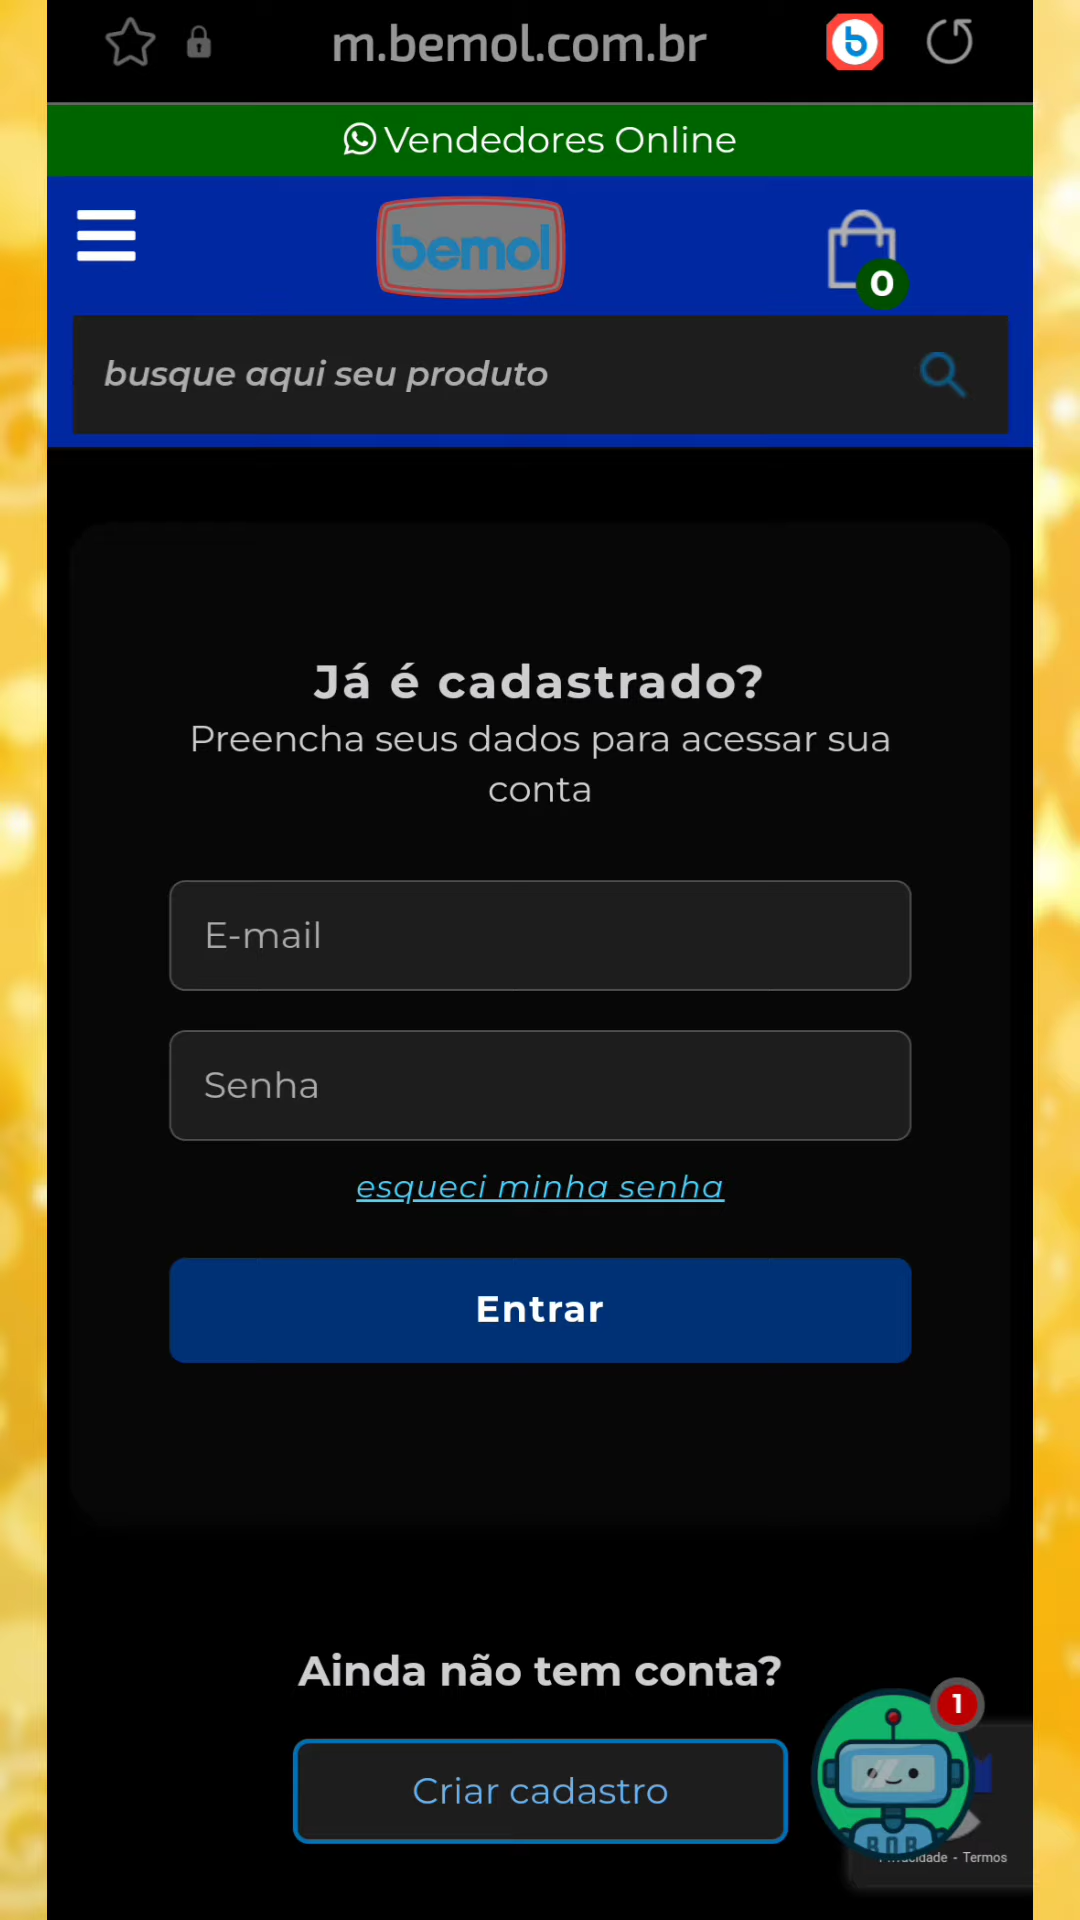 m.bemol.com.br
Vendedores Online
bemol
0
busque aqui seu produto
Já é cadastrado?
Preencha seus dados para acessar sua
conta
E-mail
Senha
esqueci minha senha
Entrar
Ainda não tem conta?
1
Criar cadastro
BOB
- Termos